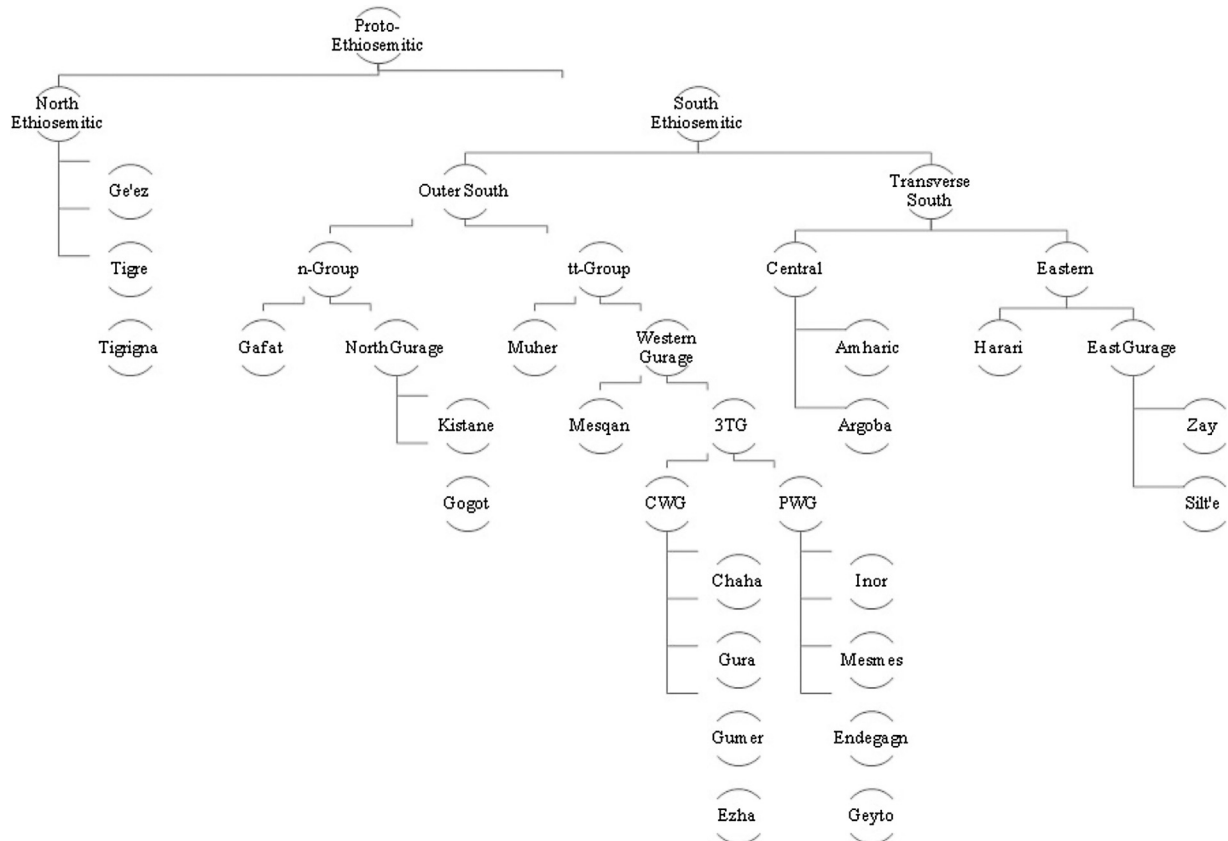 Proto-
Ethiosemitic
North
Ethiosemitic
South
Ethiosemitic
Ge'ez
Outer South
Transverse
South
Tigre
n-Group
tt-Group
Central
Eastern
Tigrigna
Gafat
North Gurage
Muher
Western
Gurage
Amharic
Harari
East Gurage
Kistane
Mesqan
3TG
Argoba
Zay
Gogot
CWG
PWG
Silt'e
Chaha
Inor
Gura
Mesmes
Gumer
Endegagn
Ezha
Geyto